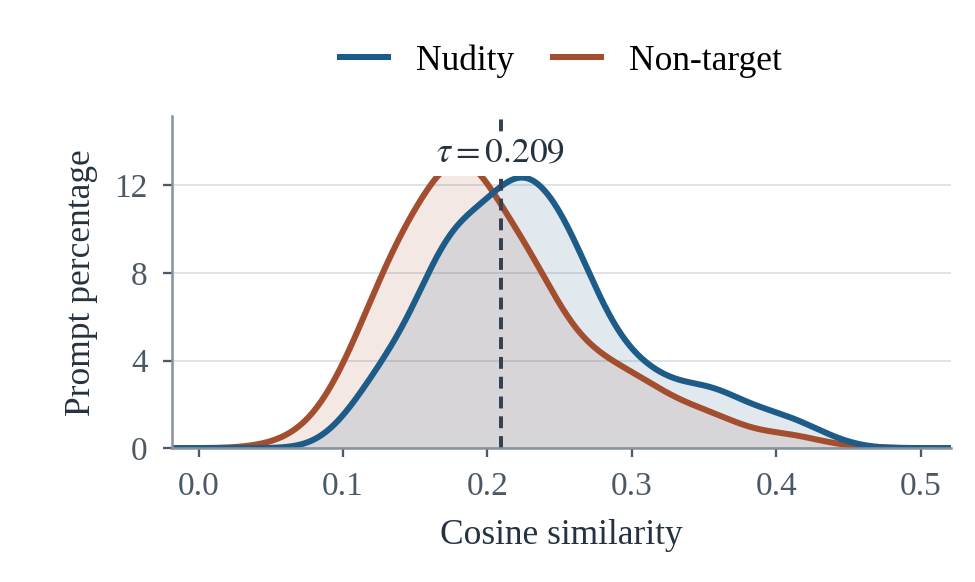 Nudity Non-target
τ=0.209
Prompt percentage
12
8
4
0
0.0 0.1 0.2 0.3 0.4 0.5
Cosine similarity